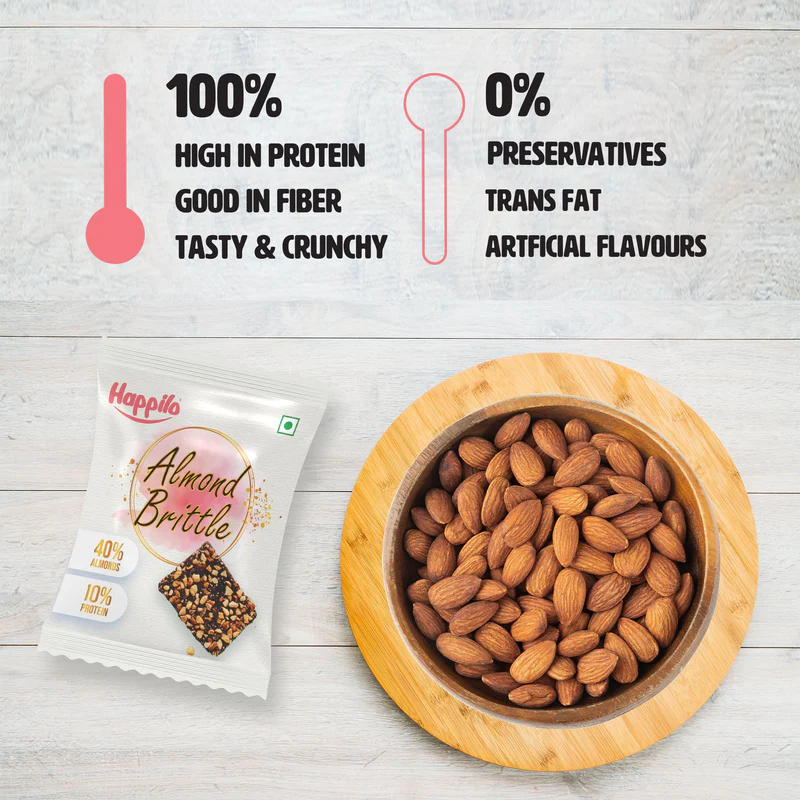 100%
HIGH IN PROTEIN
GOOD IN FIBER
TASTY & CRUNCHY
0%
PRESERVATIVES
TRANS FAT
ARTFICIAL FLAVOURS
Happilo
Almond
Brittle
40%
ALMONDS
10%
PROTEIN